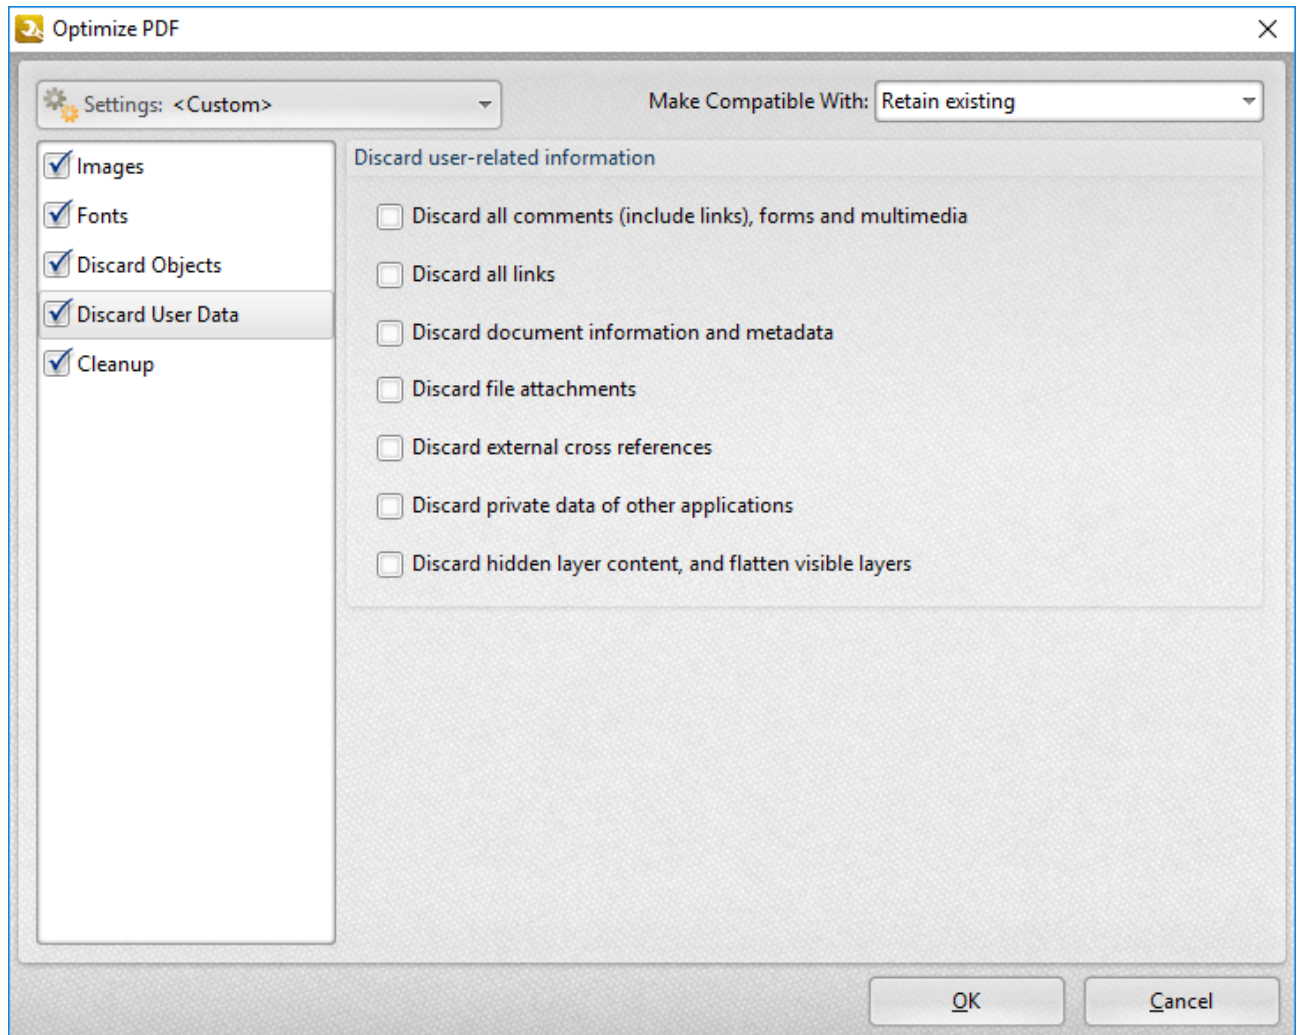 Optimize PDF
Settings: <Custom>
Make Compatible With: Retain existing
Images
Fonts
Discard Objects
Discard User Data
Cleanup
Discard user-related information
Discard all comments (include links), forms and multimedia
Discard all links
Discard document information and metadata
Discard file attachments
Discard external cross references
Discard private data of other applications
Discard hidden layer content, and flatten visible layers
OK
Cancel